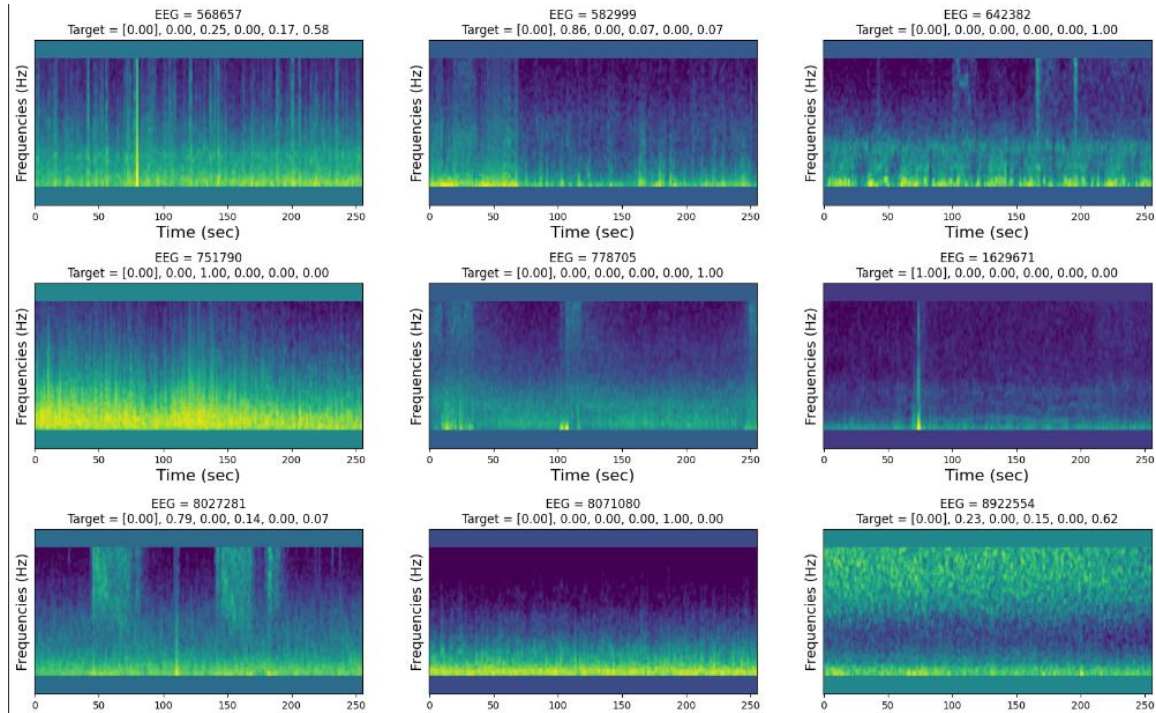 EEG = 568657
Target = [0.00], 0.00, 0.25, 0.00, 0.17, 0.58
Frequencies (Hz)
0 50 100 150 200 250
Time (sec)
EEG = 582999
Target = [0.00], 0.86, 0.00, 0.07, 0.00, 0.07
Frequencies (Hz)
0 50 100 150 200 250
Time (sec)
EEG = 642382
Target = [0.00], 0.00, 0.00, 0.00, 0.00, 1.00
Frequencies (Hz)
0 50 100 150 200 250
Time (sec)
EEG = 751790
Target = [0.00], 0.00, 1.00, 0.00, 0.00, 0.00
Frequencies (Hz)
0 50 100 150 200 250
Time (sec)
EEG = 778705
Target = [0.00], 0.00, 0.00, 0.00, 0.00, 1.00
Frequencies (Hz)
0 50 100 150 200 250
Time (sec)
EEG = 1629671
Target = [1.00], 0.00, 0.00, 0.00, 0.00, 0.00
Frequencies (Hz)
0 50 100 150 200 250
Time (sec)
EEG = 8027281
Target = [0.00], 0.79, 0.00, 0.14, 0.00, 0.07
Frequencies (Hz)
0 50 100 150 200 250
Time (sec)
EEG = 8071080
Target = [0.00], 0.00, 0.00, 0.00, 1.00, 0.00
Frequencies (Hz)
0 50 100 150 200 250
Time (sec)
EEG = 8922554
Target = [0.00], 0.23, 0.00, 0.15, 0.00, 0.62
Frequencies (Hz)
0 50 100 150 200 250
Time (sec)